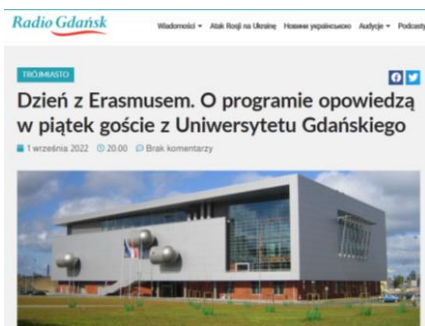 Radio Gdańsk
Wiadomości Atak Rosji na Ukrainę Новини українською Audycje Podcasty
TRÓJMIASTO
Dzień z Erasmusem. O programie opowiedzą
w piątek goście z Uniwersytetu Gdańskiego
1 września 2022 20:00 Brak komentarzy